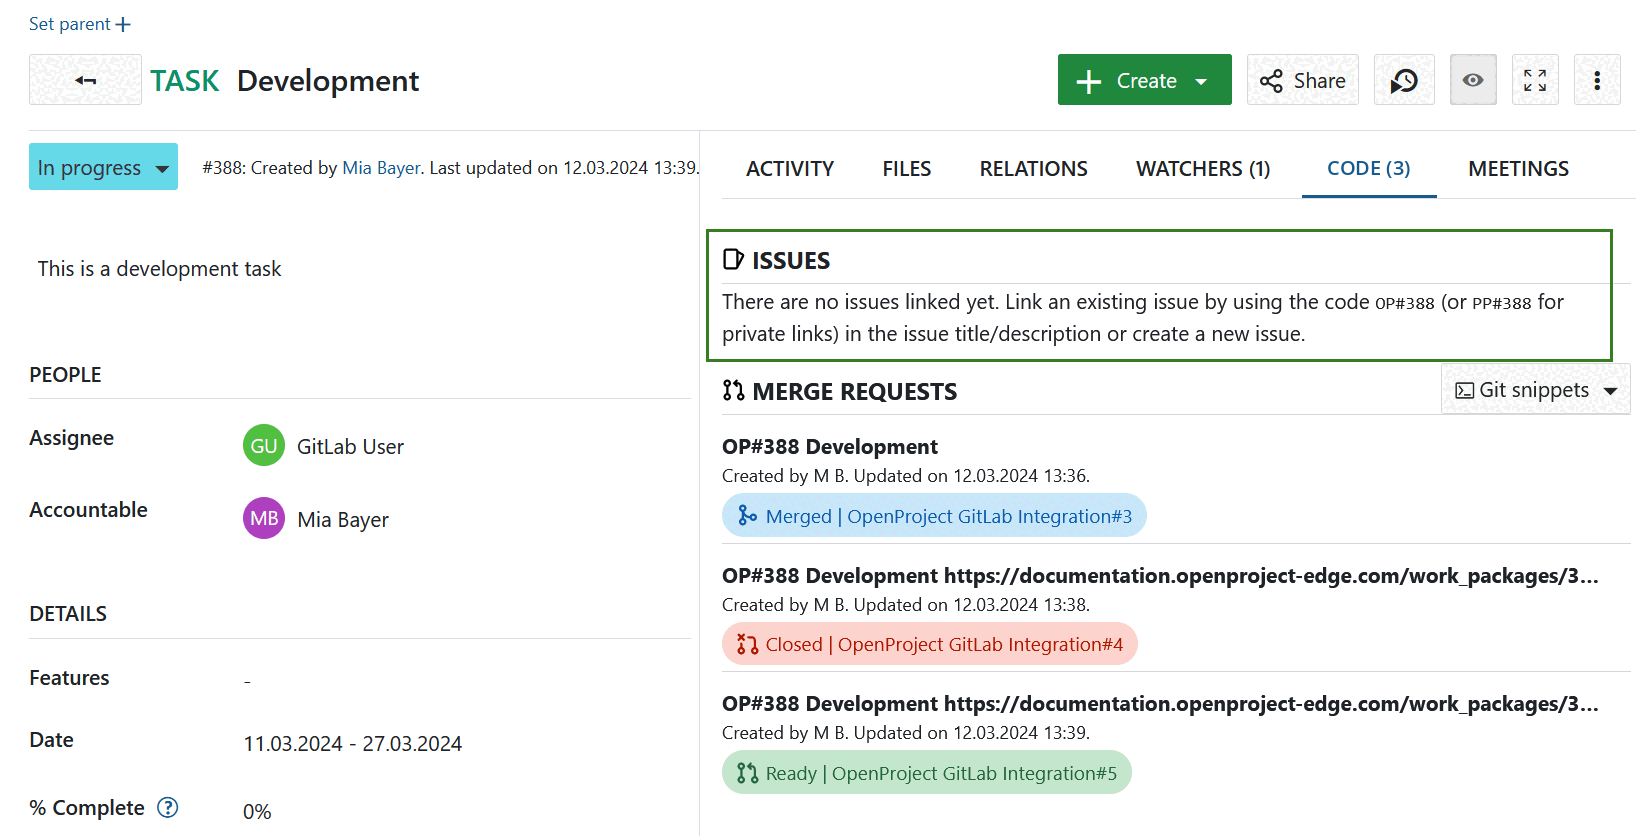 Set parent
TASK Development
Create
Share
In progress
#388: Created by Mia Bayer. Last updated on 12.03.2024 13:39.
This is a development task
PEOPLE
Assignee
GU GitLab User
Accountable
MB Mia Bayer
DETAILS
Features
-
Date
11.03.2024 - 27.03.2024
% Complete ?
0%
ACTIVITY FILES RELATIONS WATCHERS (1) CODE (3) MEETINGS
ISSUES
There are no issues linked yet. Link an existing issue by using the code OP#388 (or PP#388 for
private links) in the issue title/description or create a new issue.
MERGE REQUESTS
Git snippets
OP#388 Development
Created by M B. Updated on 12.03.2024 13:36.
Merged | OpenProject GitLab Integration#3
OP#388 Development https://documentation.openproject-edge.com/work_packages/3...
Created by M B. Updated on 12.03.2024 13:38.
Closed | OpenProject GitLab Integration#4
OP#388 Development https://documentation.openproject-edge.com/work_packages/3...
Created by M B. Updated on 12.03.2024 13:39.
Ready | OpenProject GitLab Integration#5